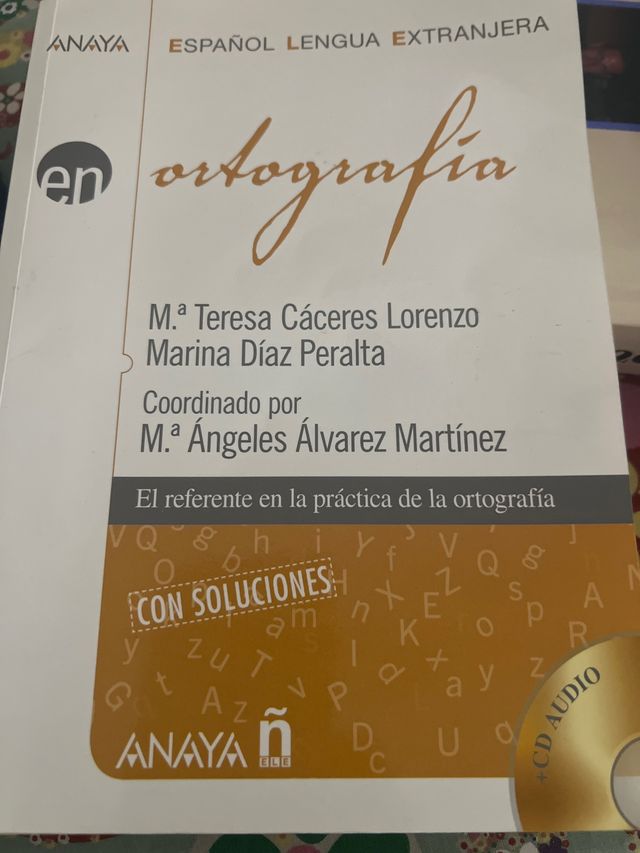 ANAYA
ESPAÑOL LENGUA EXTRANJERA
en
ortografía
M.ª Teresa Cáceres Lorenzo
Marina Díaz Peralta
Coordinado por
M.ª Ángeles Álvarez Martínez
El referente en la práctica de la ortografía
CON SOLUCIONES
ANAYA ñ
ELE
+CD AUDIO